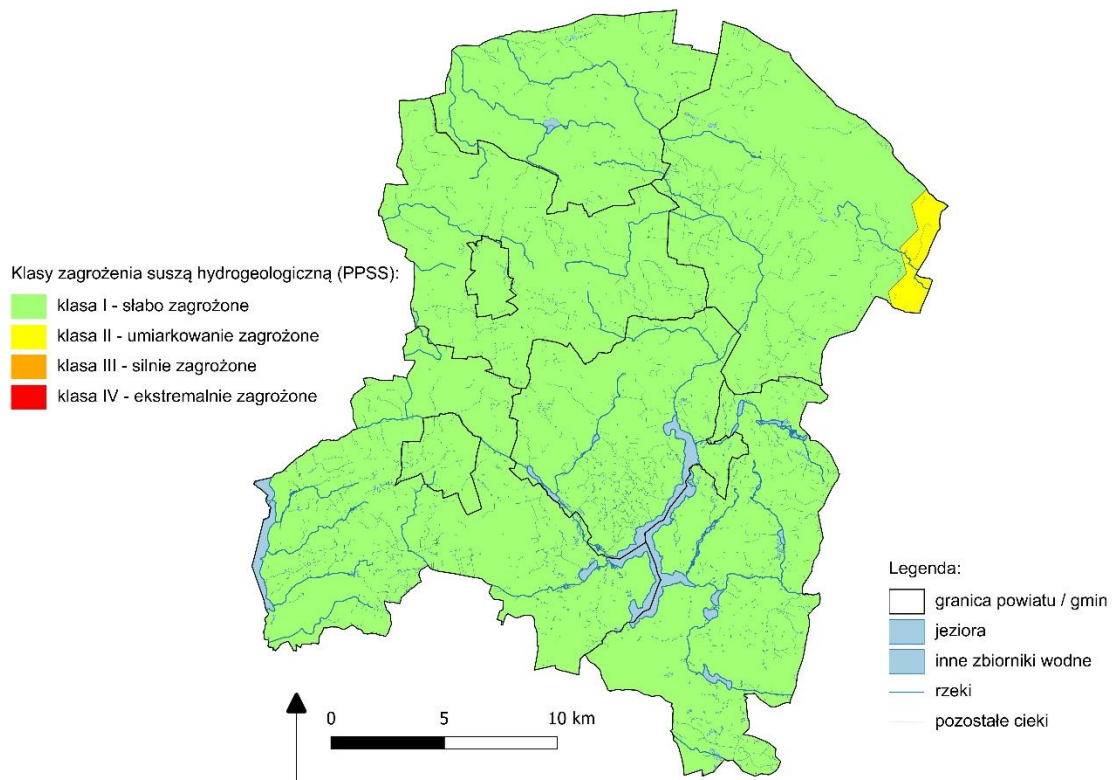 Klasy zagrożenia suszą hydrogeologiczną (PPSS):
klasa I - słabo zagrożone
klasa II - umiarkowanie zagrożone
klasa III - silnie zagrożone
klasa IV - ekstremalnie zagrożone
Legenda:
granica powiatu / gmin
jeziora
inne zbiorniki wodne
rzeki
pozostałe cieki
0 5 10 km